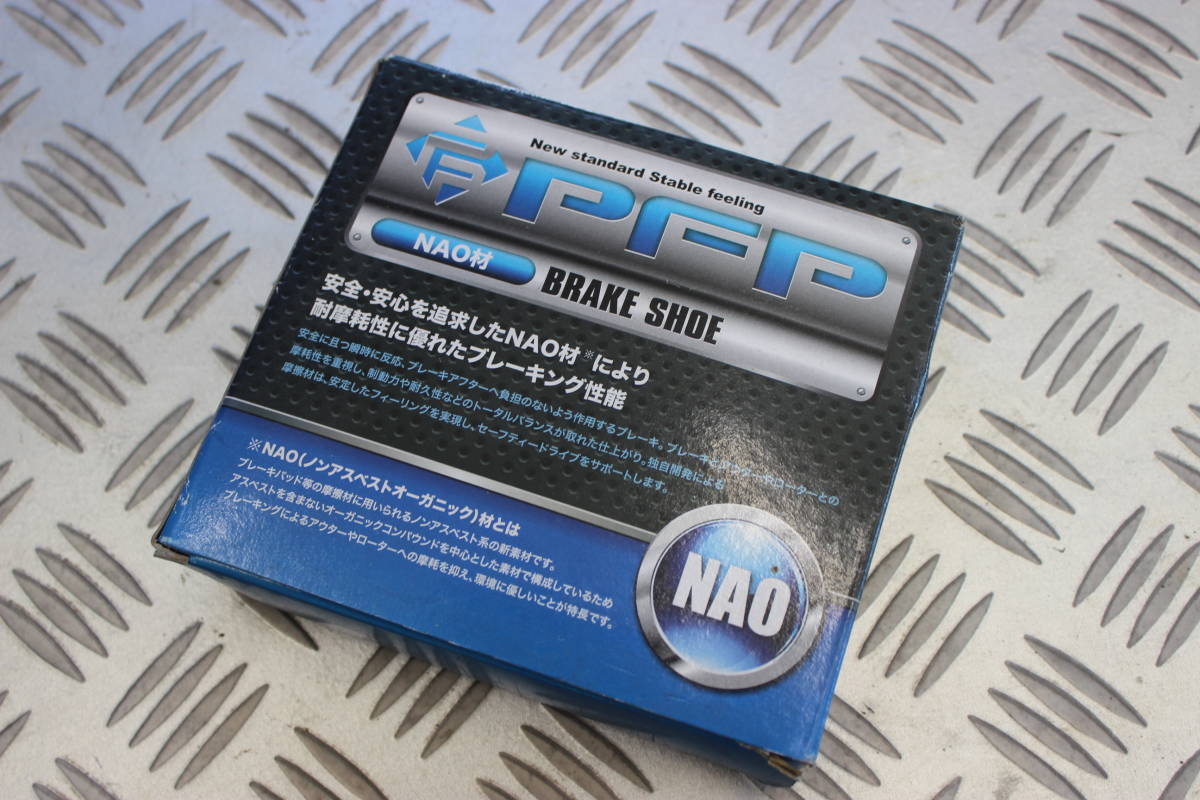 New standard Stable feeling
PFP
NAO材
BRAKE SHOE
安全・安心を追求したNAO材※により
耐摩耗性に優れたブレーキング性能
安全に且つ瞬時に反応、ブレーキアフターへ負担のないよう作用するブレーキ。ブレーキによるアウターやローターとの
摩耗性を重視し、制動力や耐久性などのトータルバランスが取れた仕上がり。独自開発による
摩擦材は、安定したフィーリングを実現し、セーフティードライブをサポートします。
※NAO(ノンアスベストオーガニック)材とは
ブレーキパッド等の摩擦材に用いられるノンアスベスト系の新素材です。
アスベストを含まないオーガニックコンパウンドを中心とした素材で構成しているため
ブレーキングによるアウターやローターへの摩耗を抑え、環境に優しいことが特長です。
NAO